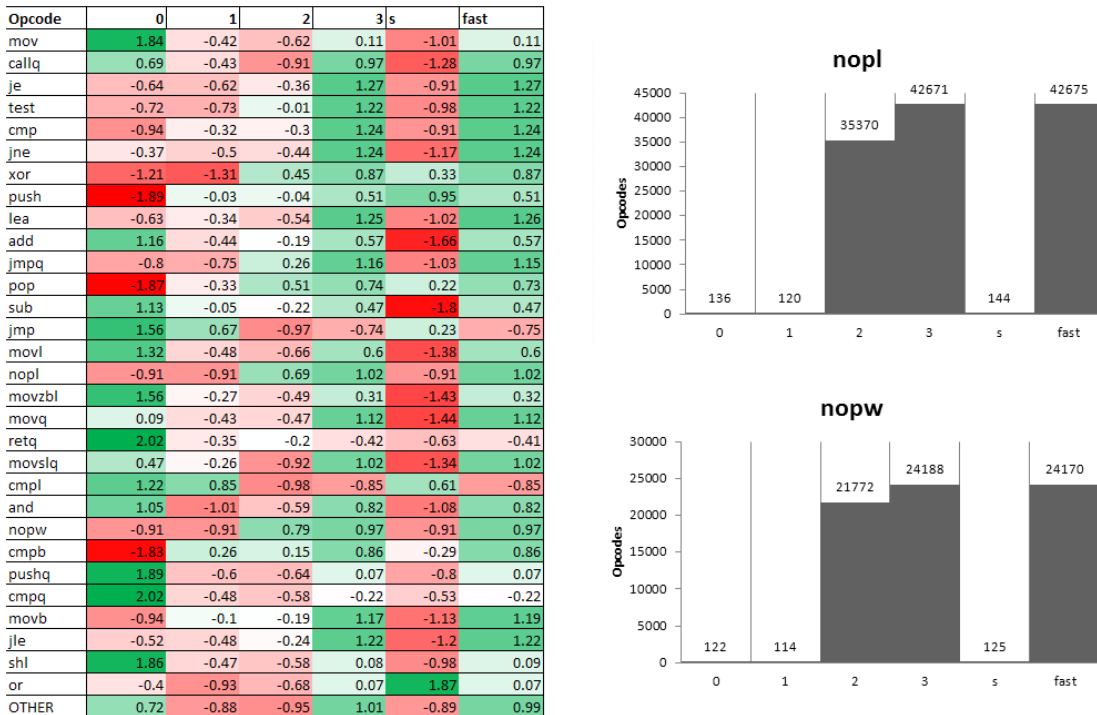 Opcode 0 1 2 3 s fast
mov 1.84 -0.42 -0.62 0.11 -1.01 0.11
callq 0.69 -0.43 -0.91 0.97 -1.28 0.97
je -0.64 -0.62 -0.36 1.27 -0.91 1.27
test -0.72 -0.73 -0.01 1.22 -0.98 1.22
cmp -0.94 -0.32 -0.3 1.24 -0.91 1.24
jne -0.37 -0.5 -0.44 1.24 -1.17 1.24
xor -1.21 -1.31 0.45 0.87 0.33 0.87
push -1.89 -0.03 -0.04 0.51 0.95 0.51
lea -0.63 -0.34 -0.54 1.25 -1.02 1.26
add 1.16 -0.44 -0.19 0.57 -1.66 0.57
jmpq -0.8 -0.75 0.26 1.16 -1.03 1.15
pop -1.87 -0.33 0.51 0.74 0.22 0.73
sub 1.13 -0.05 -0.22 0.47 -1.8 0.47
jmp 1.56 0.67 -0.97 -0.74 0.23 -0.75
movl 1.32 -0.48 -0.66 0.6 -1.38 0.6
nopl -0.91 -0.91 0.69 1.02 -0.91 1.02
movzbl 1.56 -0.27 -0.49 0.31 -1.43 0.32
movq 0.09 -0.43 -0.47 1.12 -1.44 1.12
retq 2.02 -0.35 -0.2 -0.42 -0.63 -0.41
movslq 0.47 -0.26 -0.92 1.02 -1.34 1.02
cmpl 1.22 0.85 -0.98 -0.85 0.61 -0.85
and 1.05 -1.01 -0.59 0.82 -1.08 0.82
nopw -0.91 -0.91 0.79 0.97 -0.91 0.97
cmpb -1.83 0.26 0.15 0.86 -0.29 0.86
pushq 1.89 -0.6 -0.64 0.07 -0.8 0.07
cmpq 2.02 -0.48 -0.58 -0.22 -0.53 -0.22
movb -0.94 -0.1 -0.19 1.17 -1.13 1.19
jle -0.52 -0.48 -0.24 1.22 -1.2 1.22
shl 1.86 -0.47 -0.58 0.08 -0.98 0.09
or -0.4 -0.93 -0.68 0.07 1.87 0.07
OTHER 0.72 -0.88 -0.95 1.01 -0.89 0.99
nopl
Opcodes
45000
40000
35000
30000
25000
20000
15000
10000
5000
0
136 120 35370 42671 144 42675
0 1 2 3 s fast
nopw
Opcodes
30000
25000
20000
15000
10000
5000
0
122 114 21772 24188 125 24170
0 1 2 3 s fast